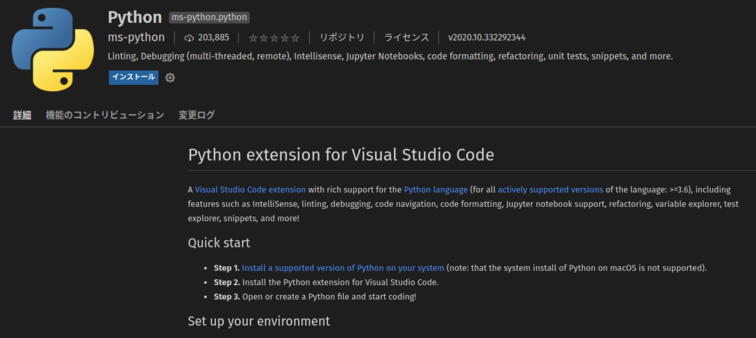 Python ms-python.python
ms-python 203,885 リポジトリ ライセンス v2020.10.332292344
Linting, Debugging (multi-threaded, remote), Intellisense, Jupyter Notebooks, code formatting, refactoring, unit tests, snippets, and more.
インストール
詳細 機能のコントリビューション 変更ログ
Python extension for Visual Studio Code
A Visual Studio Code extension with rich support for the Python language (for all actively supported versions of the language: >=3.6), including
features such as IntelliSense, linting, debugging, code navigation, code formatting, Jupyter notebook support, refactoring, variable explorer, test
explorer, snippets, and more!
Quick start
• Step 1. Install a supported version of Python on your system (note: that the system install of Python on macOS is not supported).
• Step 2. Install the Python extension for Visual Studio Code.
• Step 3. Open or create a Python file and start coding!
Set up your environment